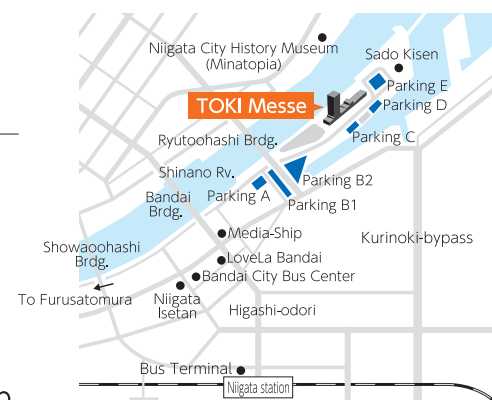 Niigata City History Museum
(Minatopia)
Sado Kisen
Parking E
TOKI Messe
Parking D
Ryutoohashi Brdg.
Parking C
Shinano Rv.
Parking B2
Parking A
Bandai
Brdg.
Parking B1
Media-Ship
Kurinoki-bypass
Showaoohashi
Brdg.
LoveLa Bandai
Bandai City Bus Center
To Furusatomura
Niigata
Isetan
Higashi-odori
Bus Terminal
Niigata station